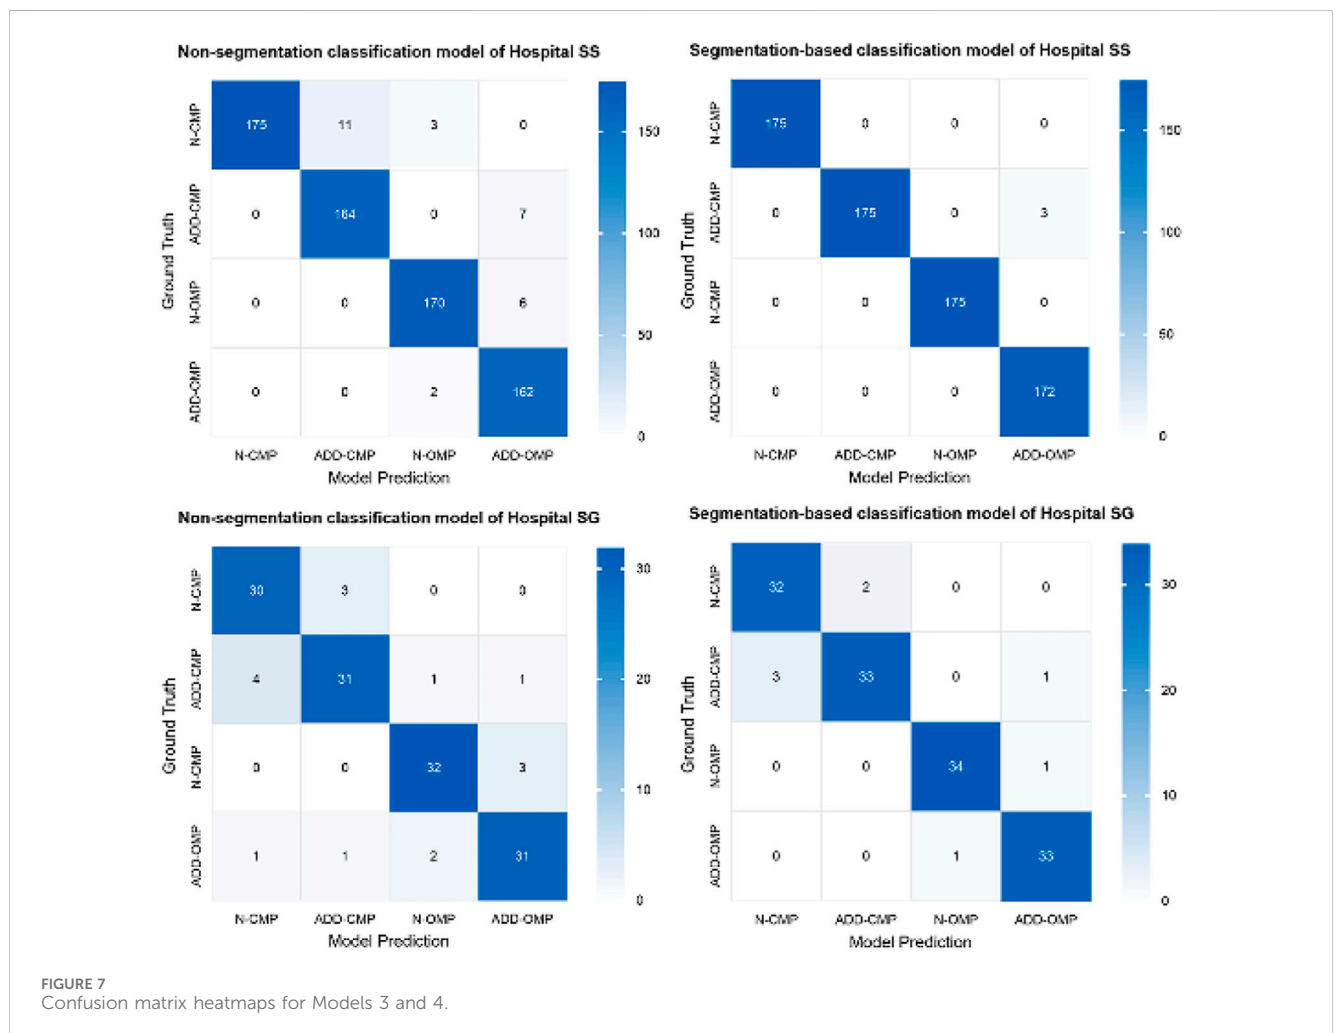 Non-segmentation classification model of Hospital SS
N-CMP 175 11 3 0
ADD-CMP 0 164 0 7
N-OMP 0 0 170 6
ADD-OMP 0 0 2 162
Ground Truth
N-CMP ADD-CMP N-OMP ADD-OMP
Model Prediction
150
100
50
0
Segmentation-based classification model of Hospital SS
N-CMP 175 0 0 0
ADD-CMP 0 175 0 3
N-OMP 0 0 175 0
ADD-OMP 0 0 0 172
Ground Truth
N-CMP ADD-CMP N-OMP ADD-OMP
Model Prediction
150
100
50
0
Non-segmentation classification model of Hospital SG
N-CMP 30 3 0 0
ADD-CMP 4 31 1 1
N-CMP 0 0 32 3
ADD-OMP 1 1 2 31
Ground Truth
N-CMP ADD-CMP N-OMP ADD-OMP
Model Prediction
30
20
10
0
Segmentation-based classification model of Hospital SG
N-CMP 32 2 0 0
ADD-CMP 3 33 0 1
N-OMP 0 0 34 1
ADD-OMP 0 0 1 33
Ground Truth
N-CMP ADD-CMP N-OMP ADD-OMP
Model Prediction
30
20
10
0
FIGURE 7
Confusion matrix heatmaps for Models 3 and 4.